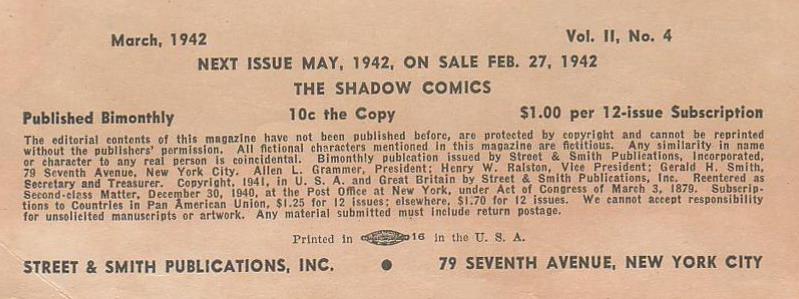 March, 1942 Vol. II, No. 4
NEXT ISSUE MAY, 1942, ON SALE FEB. 27, 1942
THE SHADOW COMICS
Published Bimonthly 10c the Copy $1.00 per 12-issue Subscription
The editorial contents of this magazine have not been published before, are protected by copyright and cannot be reprinted
without the publishers' permission. All fictional characters mentioned in this magazine are fictitious. Any similarity in name
or character to any real person is coincidental. Bimonthly publication issued by Street & Smith Publications, Incorporated,
79 Seventh Avenue, New York City. Allen L. Grammer, President; Henry W. Ralston, Vice President; Gerald H. Smith,
Secretary and Treasurer. Copyright, 1941, in U. S. A. and Great Britain by Street & Smith Publications, Inc. Reentered as
Second-class Matter, December 30, 1940, at the Post Office at New York, under Act of Congress of March 3, 1879. Subscrip-
tions to Countries in Pan American Union, $1.25 for 12 issues; elsewhere, $1.70 for 12 issues. We cannot accept responsibility
for unsolicited manuscripts or artwork. Any material submitted must include return postage.
Printed in 16 in the U. S. A.
STREET & SMITH PUBLICATIONS, INC. • 79 SEVENTH AVENUE, NEW YORK CITY